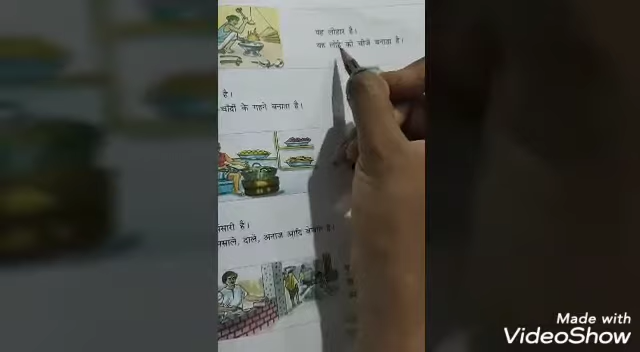 यह लोहार है।
यह लोहे की चीजें बनाता है।
है।
चाँदी के गहने बनाता है।
है।
मसाले, दालें, अनाज आदि बेचता है।
Made with
VideoShow